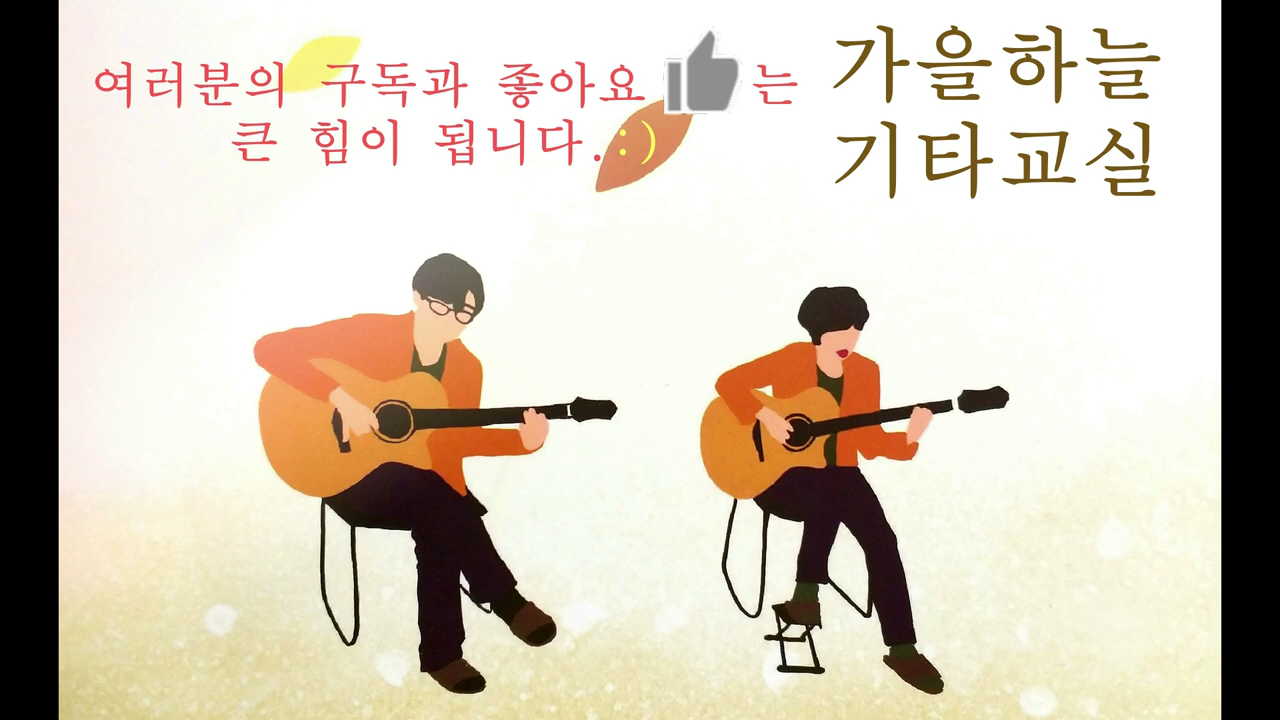 여러분의 구독과 좋아요 는
큰 힘이 됩니다. :)
가을하늘
기타교실